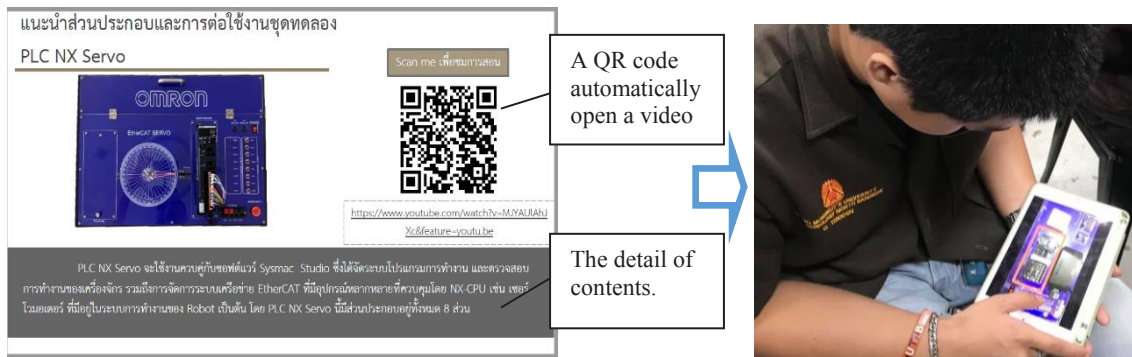 แนะนำส่วนประกอบและการต่อใช้งานชุดทดลอง
PLC NX Servo
OMRON
EtherCAT SERVO
Scan me เพื่อชมการสอน
https://www.youtube.com/watch?v=MJYAUlAhJ
Xc&feature=youtu.be
PLC NX Servo จะใช้งานควบคู่กับซอฟต์แวร์ Sysmac Studio ซึ่งได้จัดระบบโปรแกรมการทำงาน และตรวจสอบ
การทำงานของเครื่องจักร รวมถึงการจัดการระบบเครือข่าย EtherCAT ที่มีอุปกรณ์หลากหลายที่ควบคุมโดย NX-CPU เช่น เซอร์
โวมอเตอร์ ที่มีอยู่ในระบบการทำงานของ Robot เป็นต้น โดย PLC NX Servo นี้มีส่วนประกอบอยู่ทั้งหมด 8 ส่วน
A QR code
automatically
open a video
The detail of
contents.